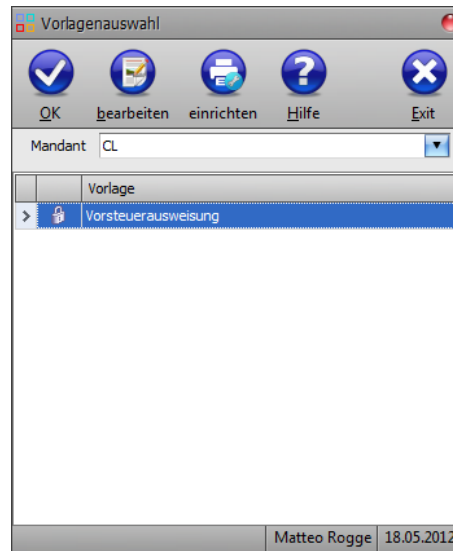 Vorlagenauswahl
OK bearbeiten einrichten Hilfe Exit
Mandant CL
Vorlage
Vorsteuerausweisung
Matteo Rogge 18.05.2012